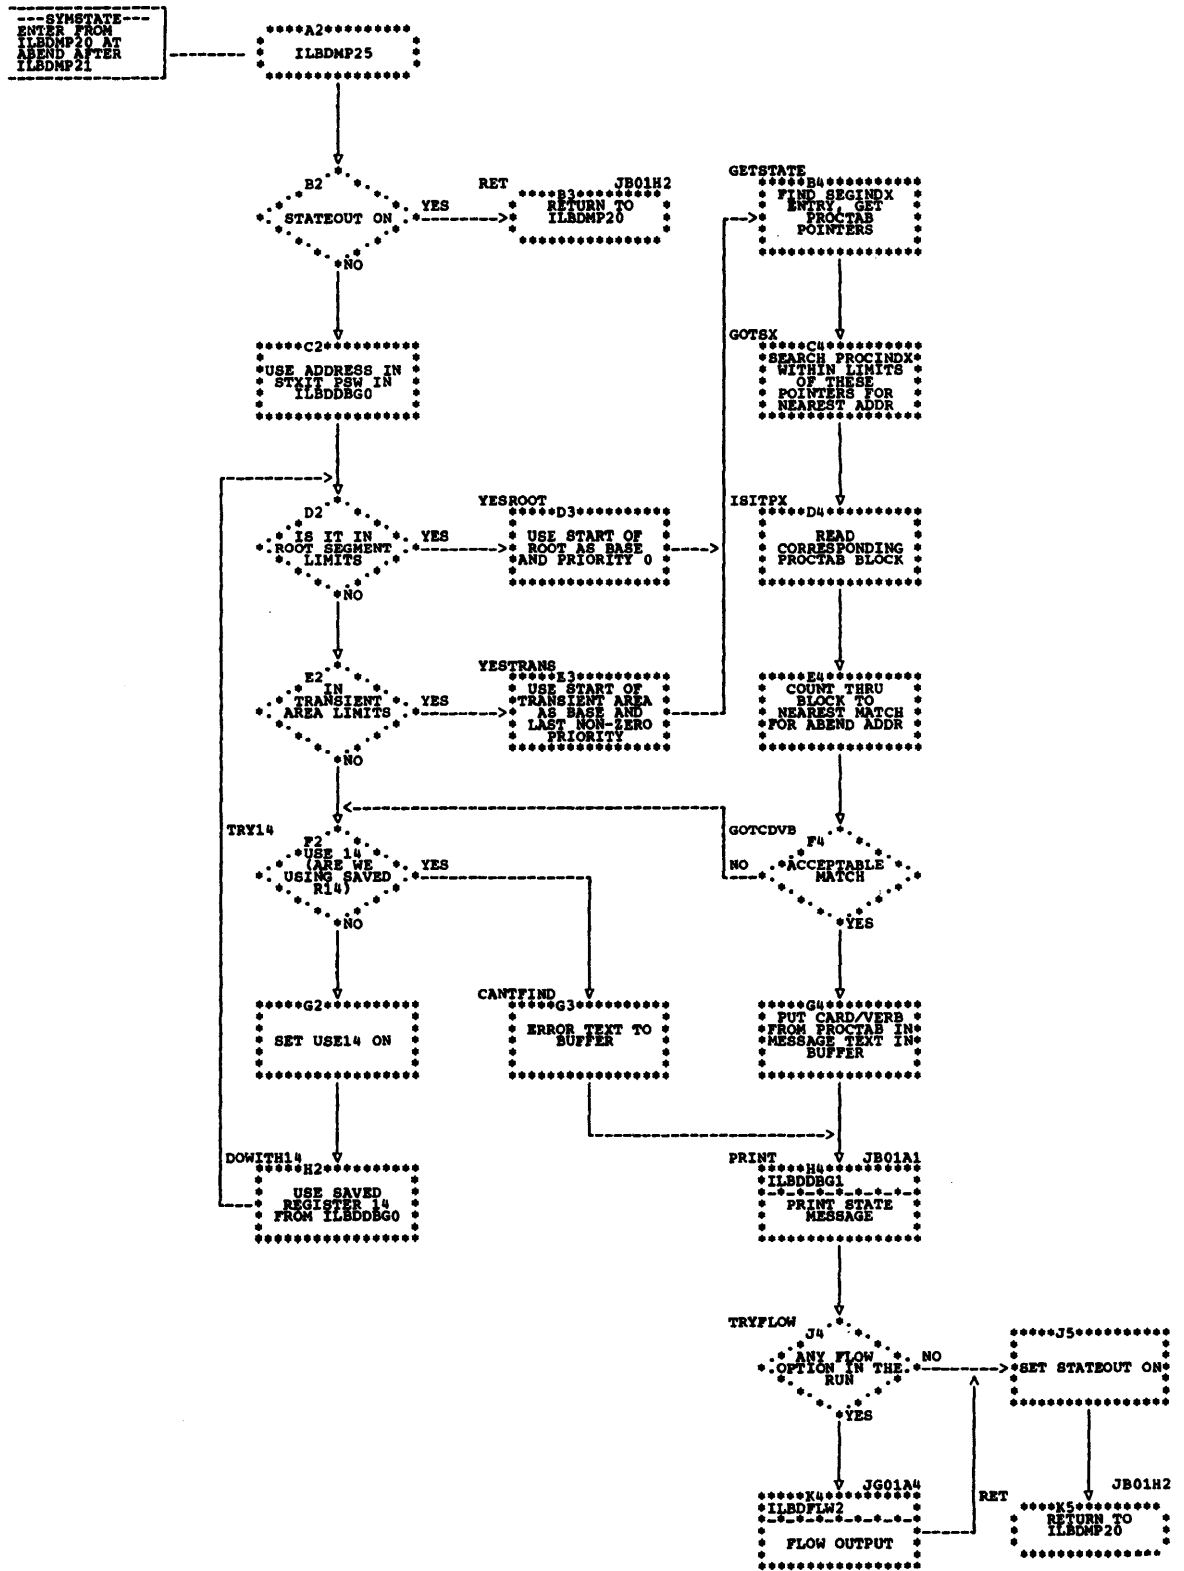 ---SYMSTATE---
ENTER FROM
ILBDMP20 AT
ABEND AFTER
ILBDMP21
A2
ILBDMP25
B2
STATEOUT ON
YES
NO
RET
JB01H2
B3
RETURN TO
ILBDMP20
GETSTATE
B4
FIND SEGINDX
ENTRY, GET
PROCTAB
POINTERS
C2
USE ADDRESS IN
STXIT PSW IN
ILBDDBG0
GOTSX
C4
SEARCH PROCINDX
WITHIN LIMITS
OF THESE
POINTERS FOR
NEAREST ADDR
D2
IS IT IN
ROOT SEGMENT
LIMITS
YES
NO
YESROOT
D3
USE START OF
ROOT AS BASE
AND PRIORITY 0
ISITPX
D4
READ
CORRESPONDING
PROCTAB BLOCK
E2
IN
TRANSIENT
AREA LIMITS
YES
NO
YESTRANS
E3
USE START OF
TRANSIENT AREA
AS BASE AND
LAST NON-ZERO
PRIORITY
E4
COUNT THRU
BLOCK TO
NEAREST MATCH
FOR ABEND ADDR
TRY14
F2
USE 14
(ARE WE
USING SAVED
R14)
YES
NO
GOTCDVB
F4
ACCEPTABLE
MATCH
NO
YES
G2
SET USE14 ON
CANTFIND
G3
ERROR TEXT TO
BUFFER
G4
PUT CARD/VERB
FROM PROCTAB IN
MESSAGE TEXT IN
BUFFER
DOWITH14
H2
USE SAVED
REGISTER 14
FROM ILBDDBG0
PRINT
JB01A1
H4
ILBDDBG1
PRINT STATE
MESSAGE
TRYFLOW
J4
ANY FLOW
OPTION IN THE
RUN
NO
YES
J5
SET STATEOUT ON
JG01A4
K4
ILBDFLW2
FLOW OUTPUT
RET
JB01H2
K5
RETURN TO
ILBDMP20